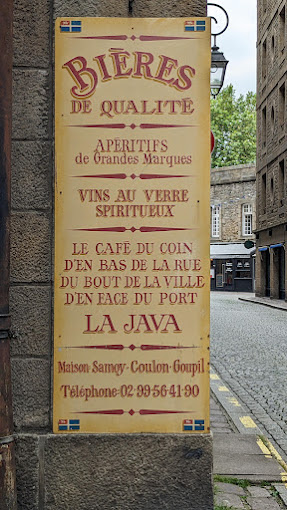 BIÈRES
DE QUALITÉ
APÉRITIFS
de Grandes Marques
VINS AU VERRE
SPIRITUEUX
LE CAFÉ DU COIN
D'EN BAS DE LA RUE
DU BOUT DE LA VILLE
D'EN FACE DU PORT
LA JAVA
Maison-Samoy-Coulon-Goupil
Téléphone-02-99-56-41-90